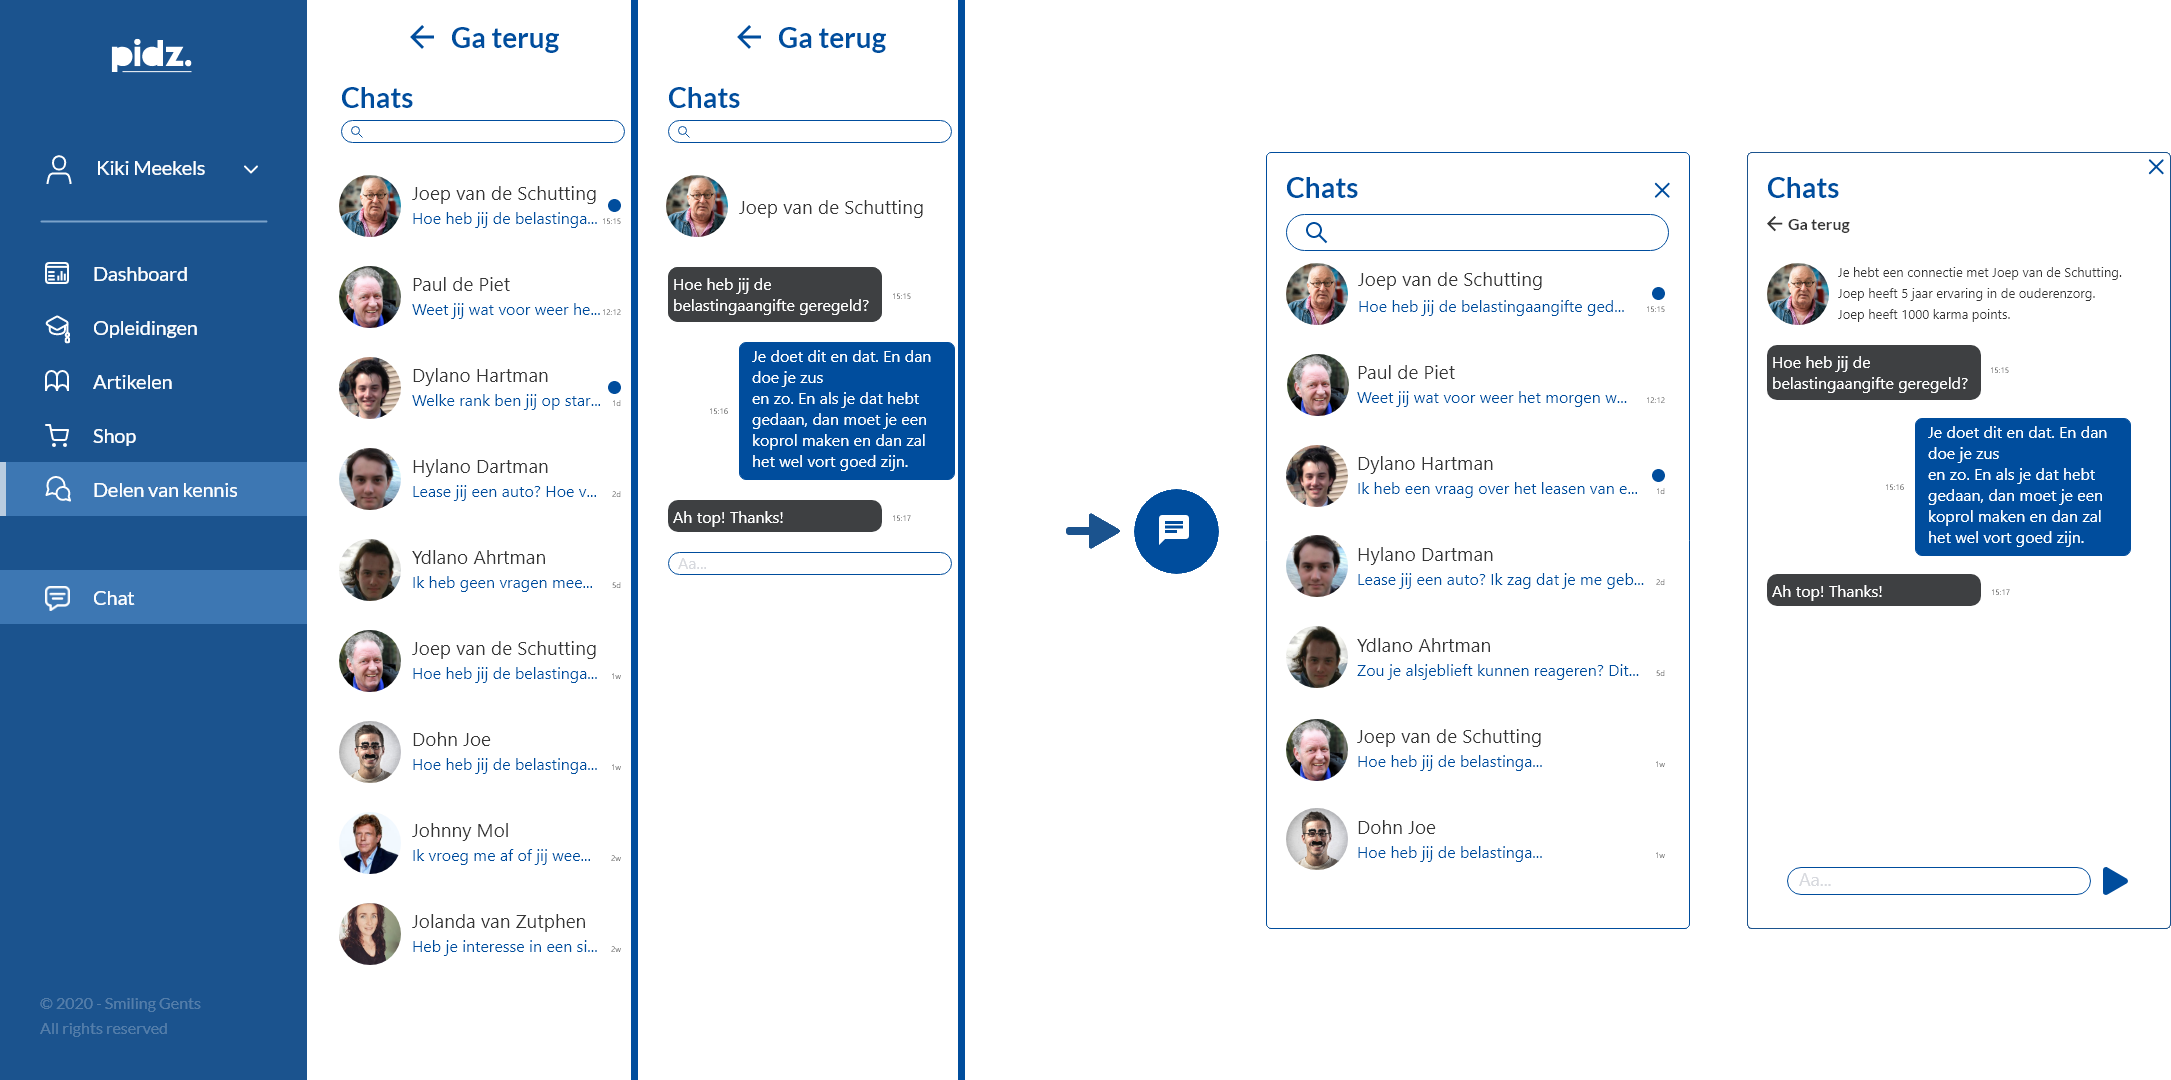 pidz.
Kiki Meekels
Dashboard
Opleidingen
Artikelen
Shop
Delen van kennis
Chat
© 2020 - Smiling Gents
All rights reserved
Ga terug
Chats
Joep van de Schutting
Hoe heb jij de belastinga... 15:15
Paul de Piet
Weet jij wat voor weer he... 12:12
Dylano Hartman
Welke rank ben jij op star... 1d
Hylano Dartman
Lease jij een auto? Hoe v... 2d
Ydlano Ahrtman
Ik heb geen vragen mee... 5d
Joep van de Schutting
Hoe heb jij de belastinga... 1w
Dohn Joe
Hoe heb jij de belastinga... 1w
Johnny Mol
Ik vroeg me af of jij wee... 2w
Jolanda van Zutphen
Heb je interesse in een si... 2w
Ga terug
Chats
Joep van de Schutting
Hoe heb jij de
belastingaangifte geregeld?
15:15
Je doet dit en dat. En dan
doe je zus
en zo. En als je dat hebt
gedaan, dan moet je een
koprol maken en dan zal
het wel vort goed zijn.
15:16
Ah top! Thanks!
15:17
Aa...
Chats
Joep van de Schutting
Hoe heb jij de belastingaangifte ged... 15:15
Paul de Piet
Weet jij wat voor weer het morgen w... 12:12
Dylano Hartman
Ik heb een vraag over het leasen van e... 1d
Hylano Dartman
Lease jij een auto? Ik zag dat je me geb... 2d
Ydlano Ahrtman
Zou je alsjeblieft kunnen reageren? Dit... 5d
Joep van de Schutting
Hoe heb jij de belastinga... 1w
Dohn Joe
Hoe heb jij de belastinga... 1w
Chats
Ga terug
Je hebt een connectie met Joep van de Schutting.
Joep heeft 5 jaar ervaring in de ouderenzorg.
Joep heeft 1000 karma points.
Hoe heb jij de
belastingaangifte geregeld?
15:15
Je doet dit en dat. En dan
doe je zus
en zo. En als je dat hebt
gedaan, dan moet je een
koprol maken en dan zal
het wel vort goed zijn.
15:16
Ah top! Thanks!
15:17
Aa...